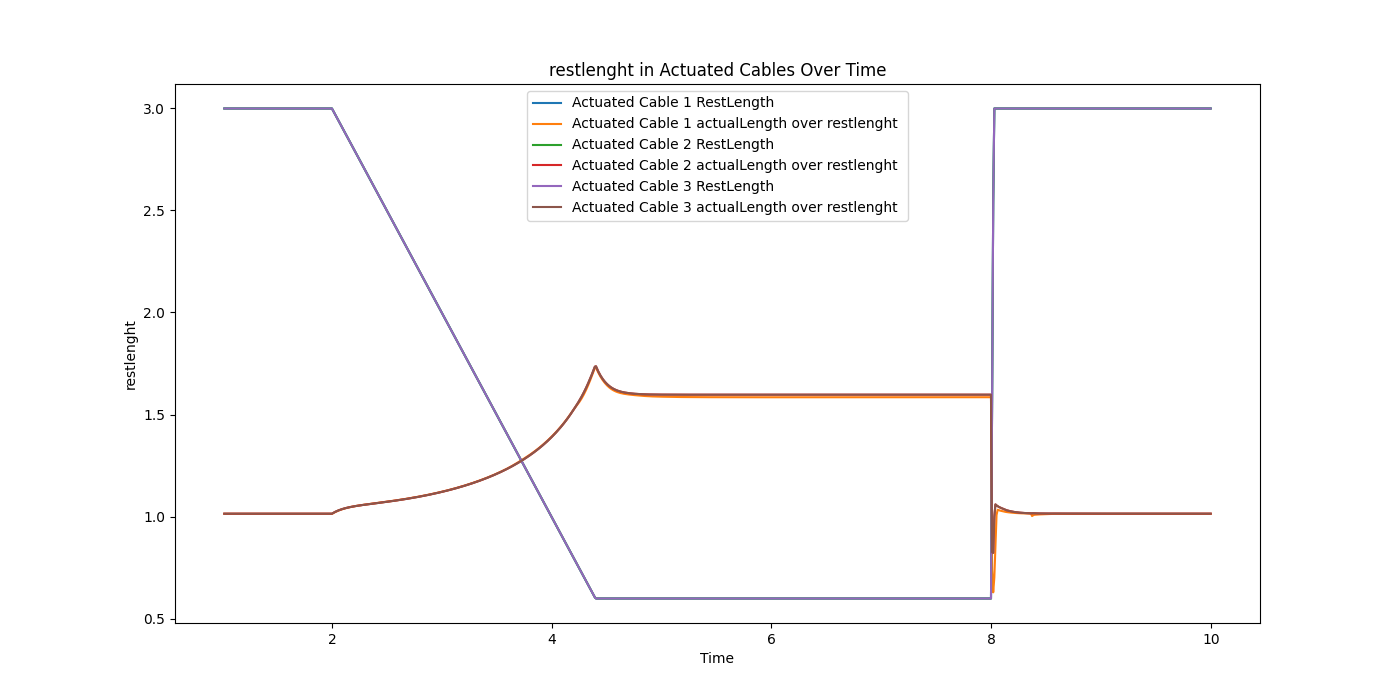 restlenght in Actuated Cables Over Time
Actuated Cable 1 RestLength
Actuated Cable 1 actualLength over restlenght
Actuated Cable 2 RestLength
Actuated Cable 2 actualLength over restlenght
Actuated Cable 3 RestLength
Actuated Cable 3 actualLength over restlenght
restlenght
3.0
2.5
2.0
1.5
1.0
0.5
2 4 6 8 10
Time